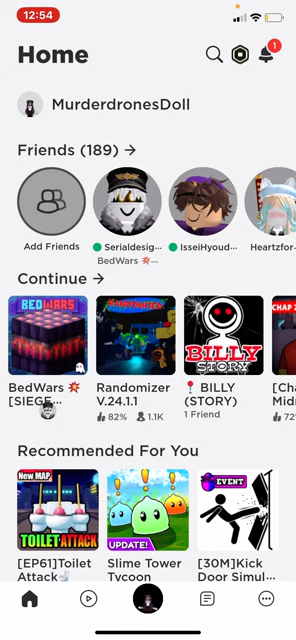 12:54
Home
1
MurderdronesDoll
Friends (189) →
Add Friends
Serialdesig···
IsseiHyoud···
Heartzfor-
BedWars 💥···
Continue →
BEDWARS
RANDOMIZER
BILLY
STORY
CHAP
BedWars 💥
[SIEGE···
Randomizer
V.24.1.1
📍 BILLY
(STORY)
[Cha
Midn
82%
1.1K
1 Friend
72%
Recommended For You
New MAP
TOILET ATTACK
UPDATE!
EVENT
[EP61]Toilet
Attack🚽
Slime Tower
Tycoon
[30M]Kick
Door Simul···